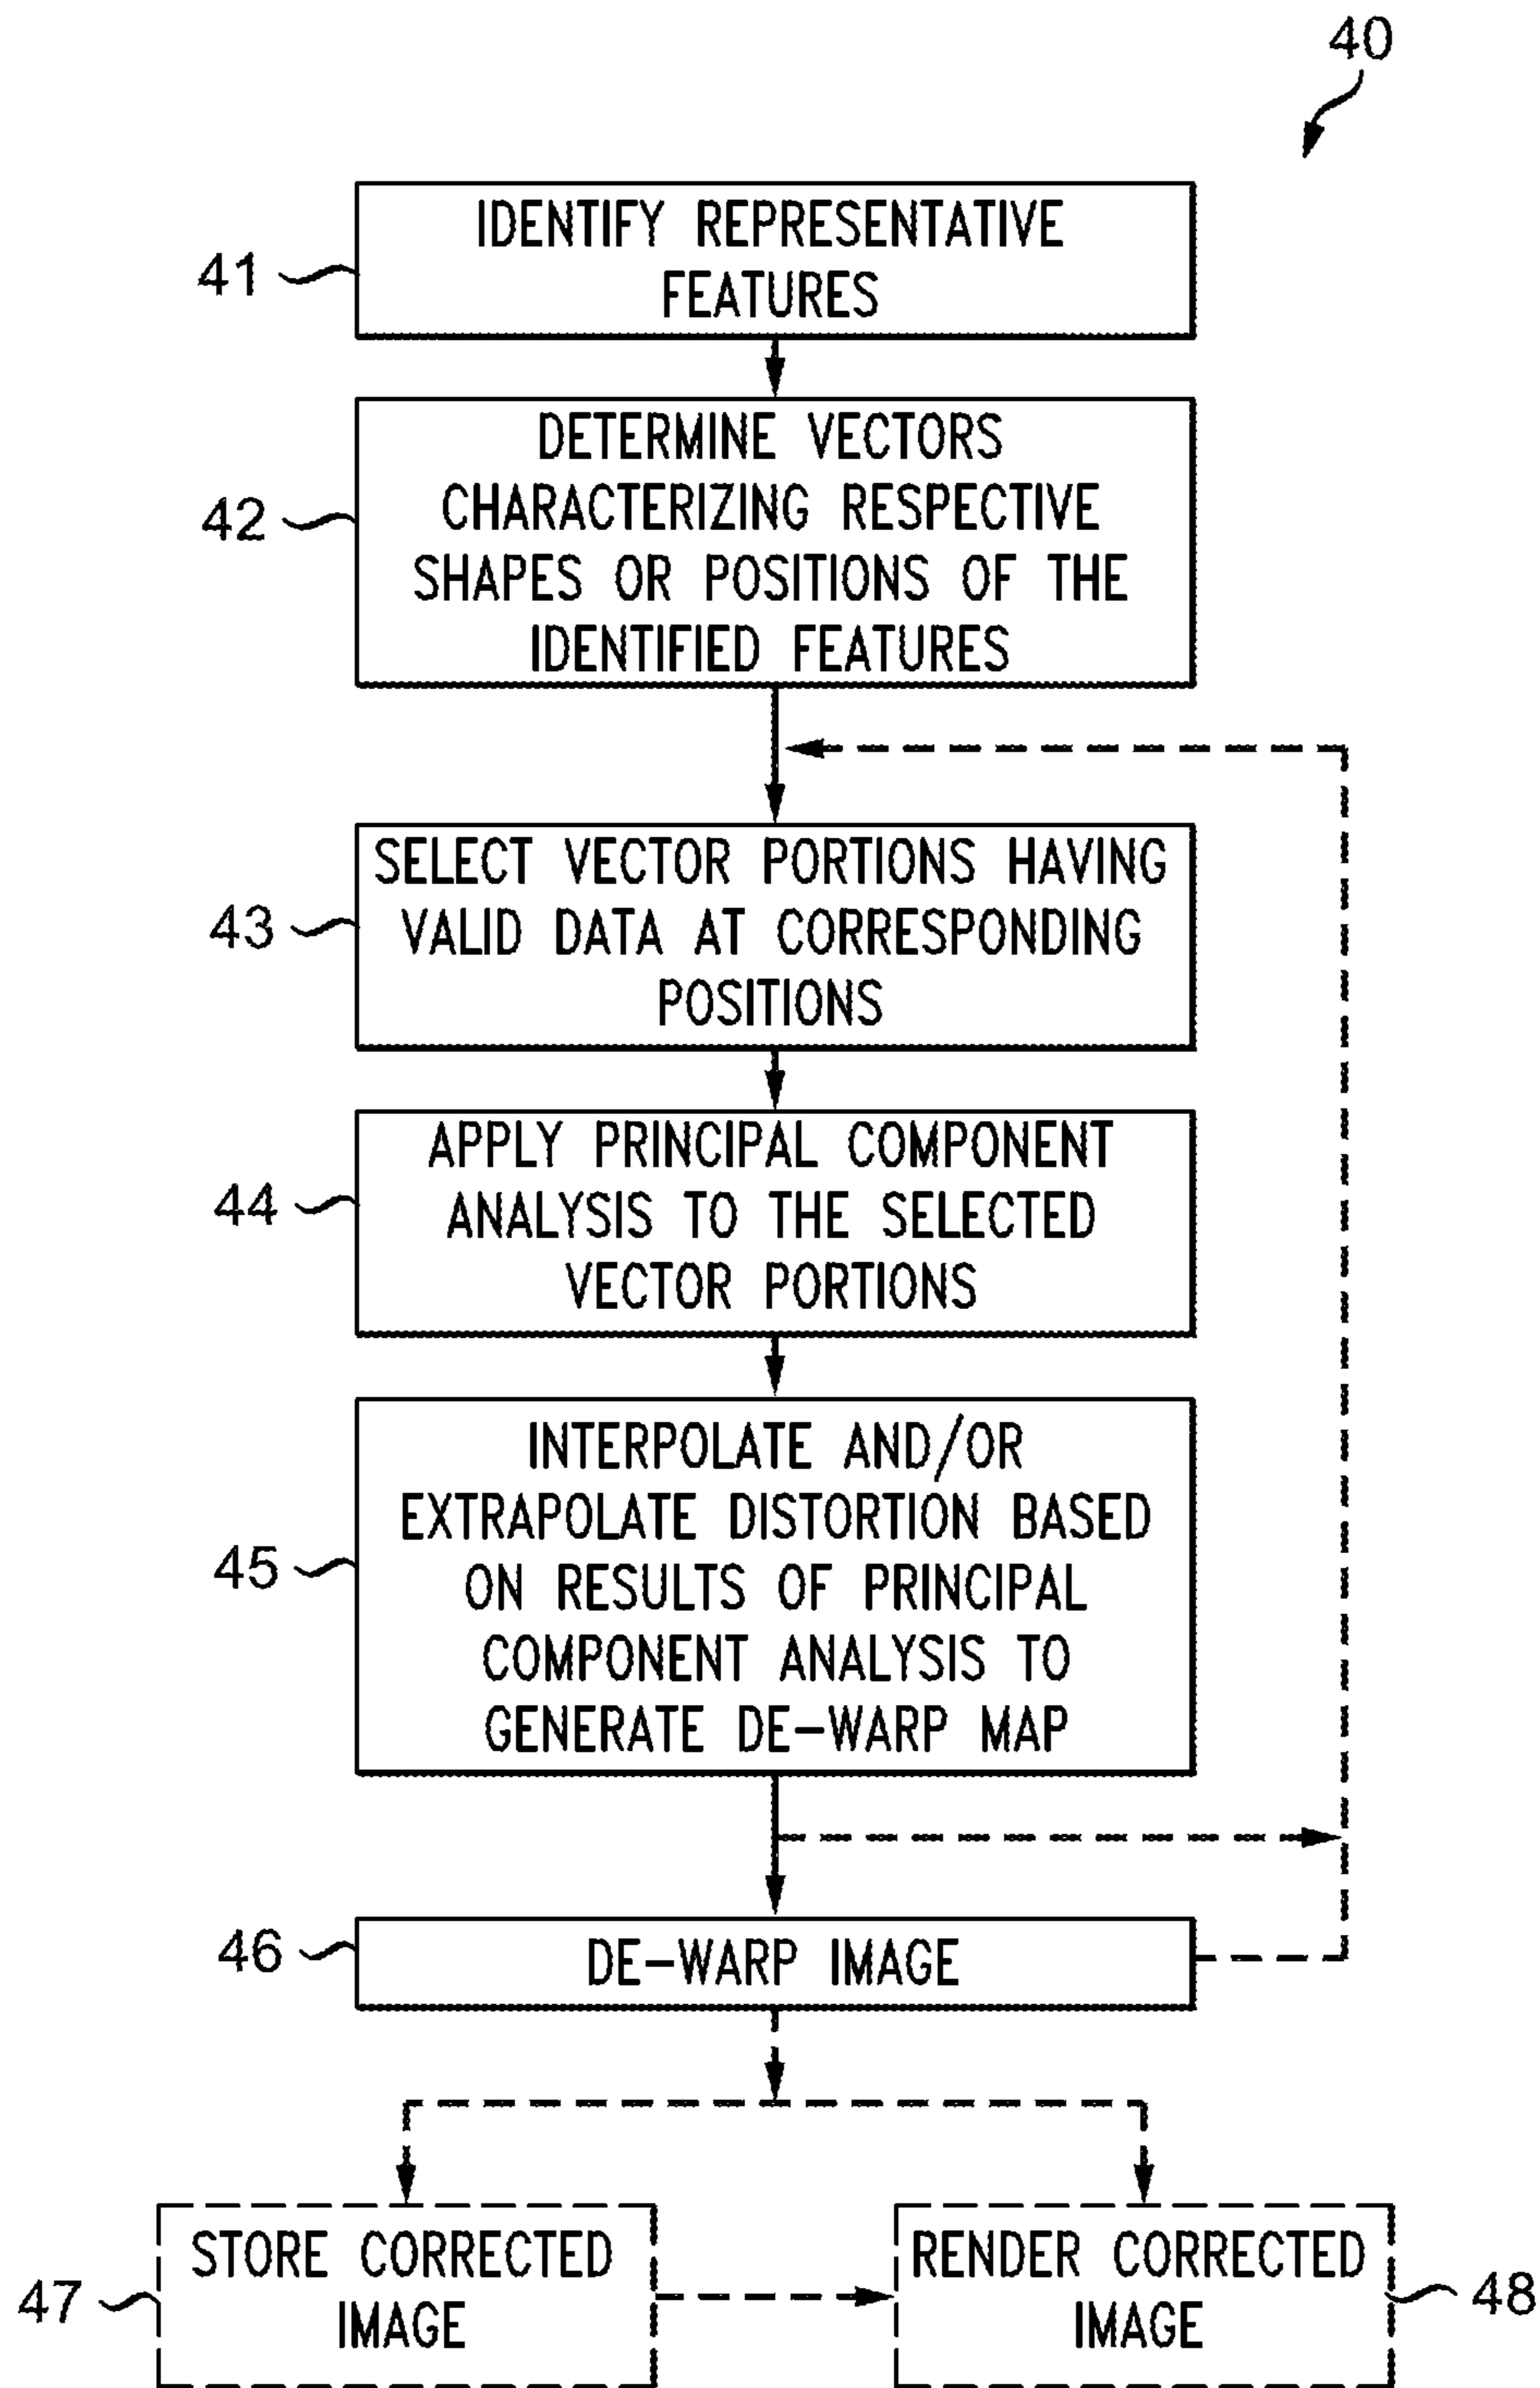 40
IDENTIFY REPRESENTATIVE
FEATURES
41
DETERMINE VECTORS
CHARACTERIZING RESPECTIVE
SHAPES OR POSITIONS OF THE
IDENTIFIED FEATURES
42
SELECT VECTOR PORTIONS HAVING
VALID DATA AT CORRESPONDING
POSITIONS
43
APPLY PRINCIPAL COMPONENT
ANALYSIS TO THE SELECTED
VECTOR PORTIONS
44
INTERPOLATE AND/OR
EXTRAPOLATE DISTORTION BASED
ON RESULTS OF PRINCIPAL
COMPONENT ANALYSIS TO
GENERATE DE-WARP MAP
45
DE-WARP IMAGE
46
STORE CORRECTED
IMAGE
47
RENDER CORRECTED
IMAGE
48